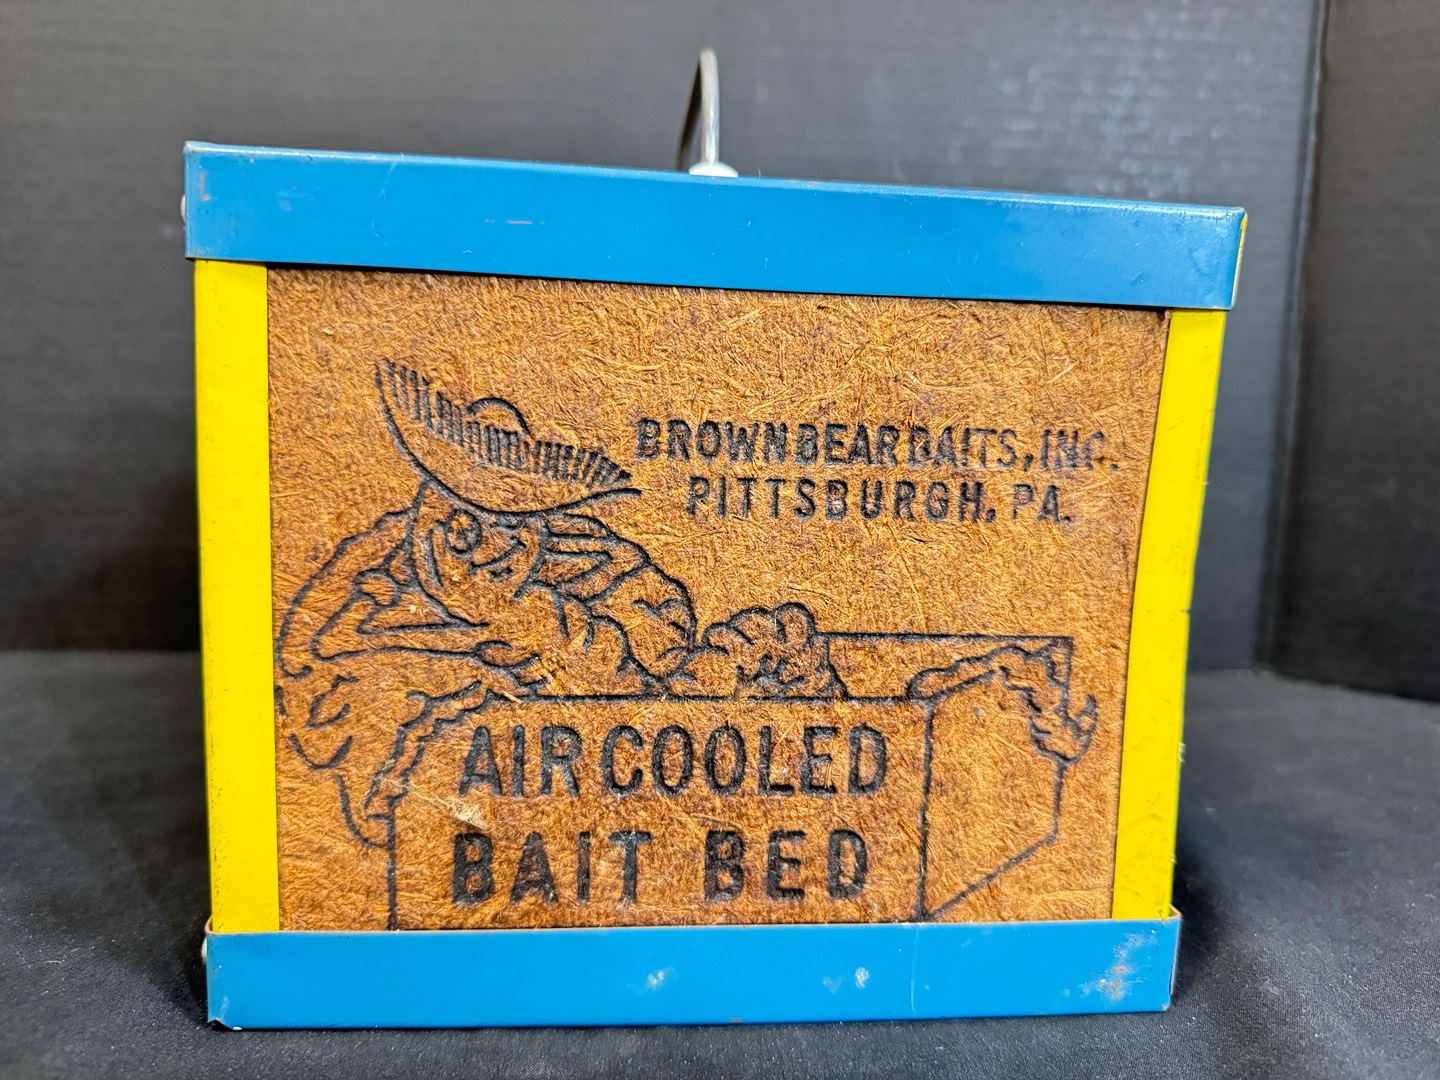 BROWN BEAR BAITS, INC.
PITTSBURGH, PA.
AIR COOLED
BAIT BED